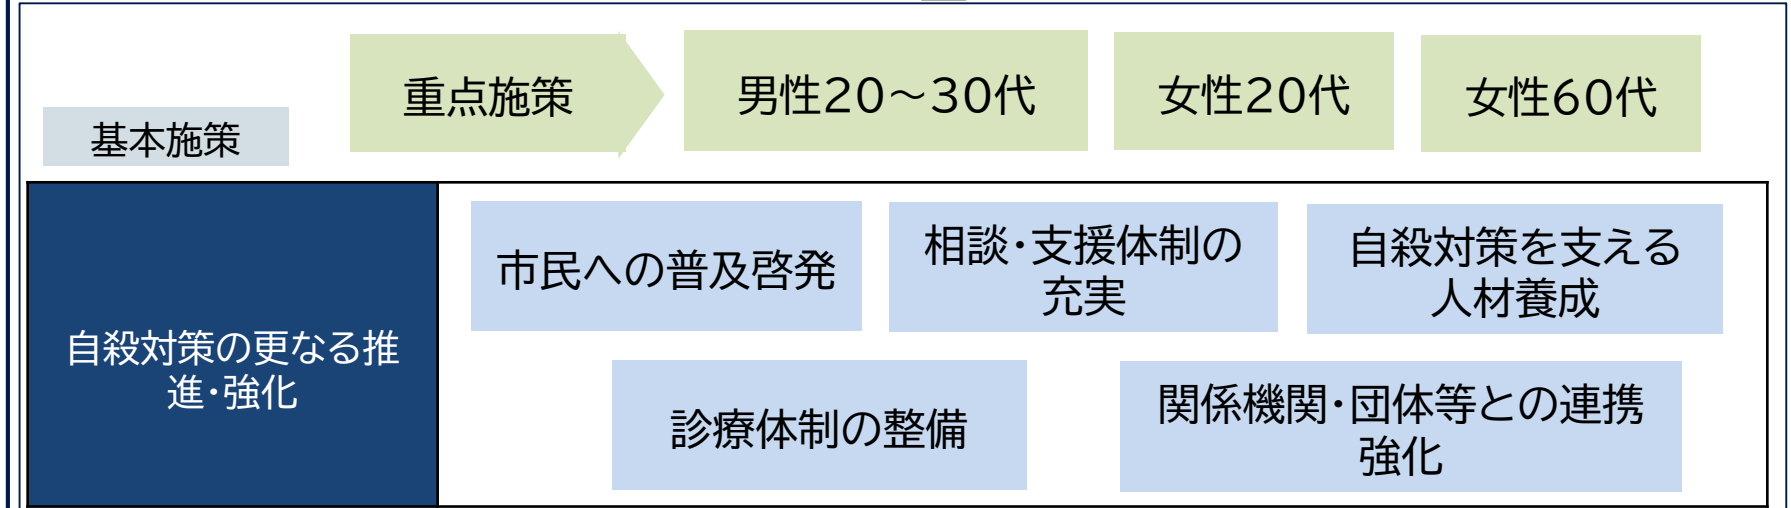 重点施策
男性20～30代
女性20代
女性60代
基本施策
自殺対策の更なる推
進・強化
市民への普及啓発
相談・支援体制の
充実
自殺対策を支える
人材養成
診療体制の整備
関係機関・団体等との連携
強化